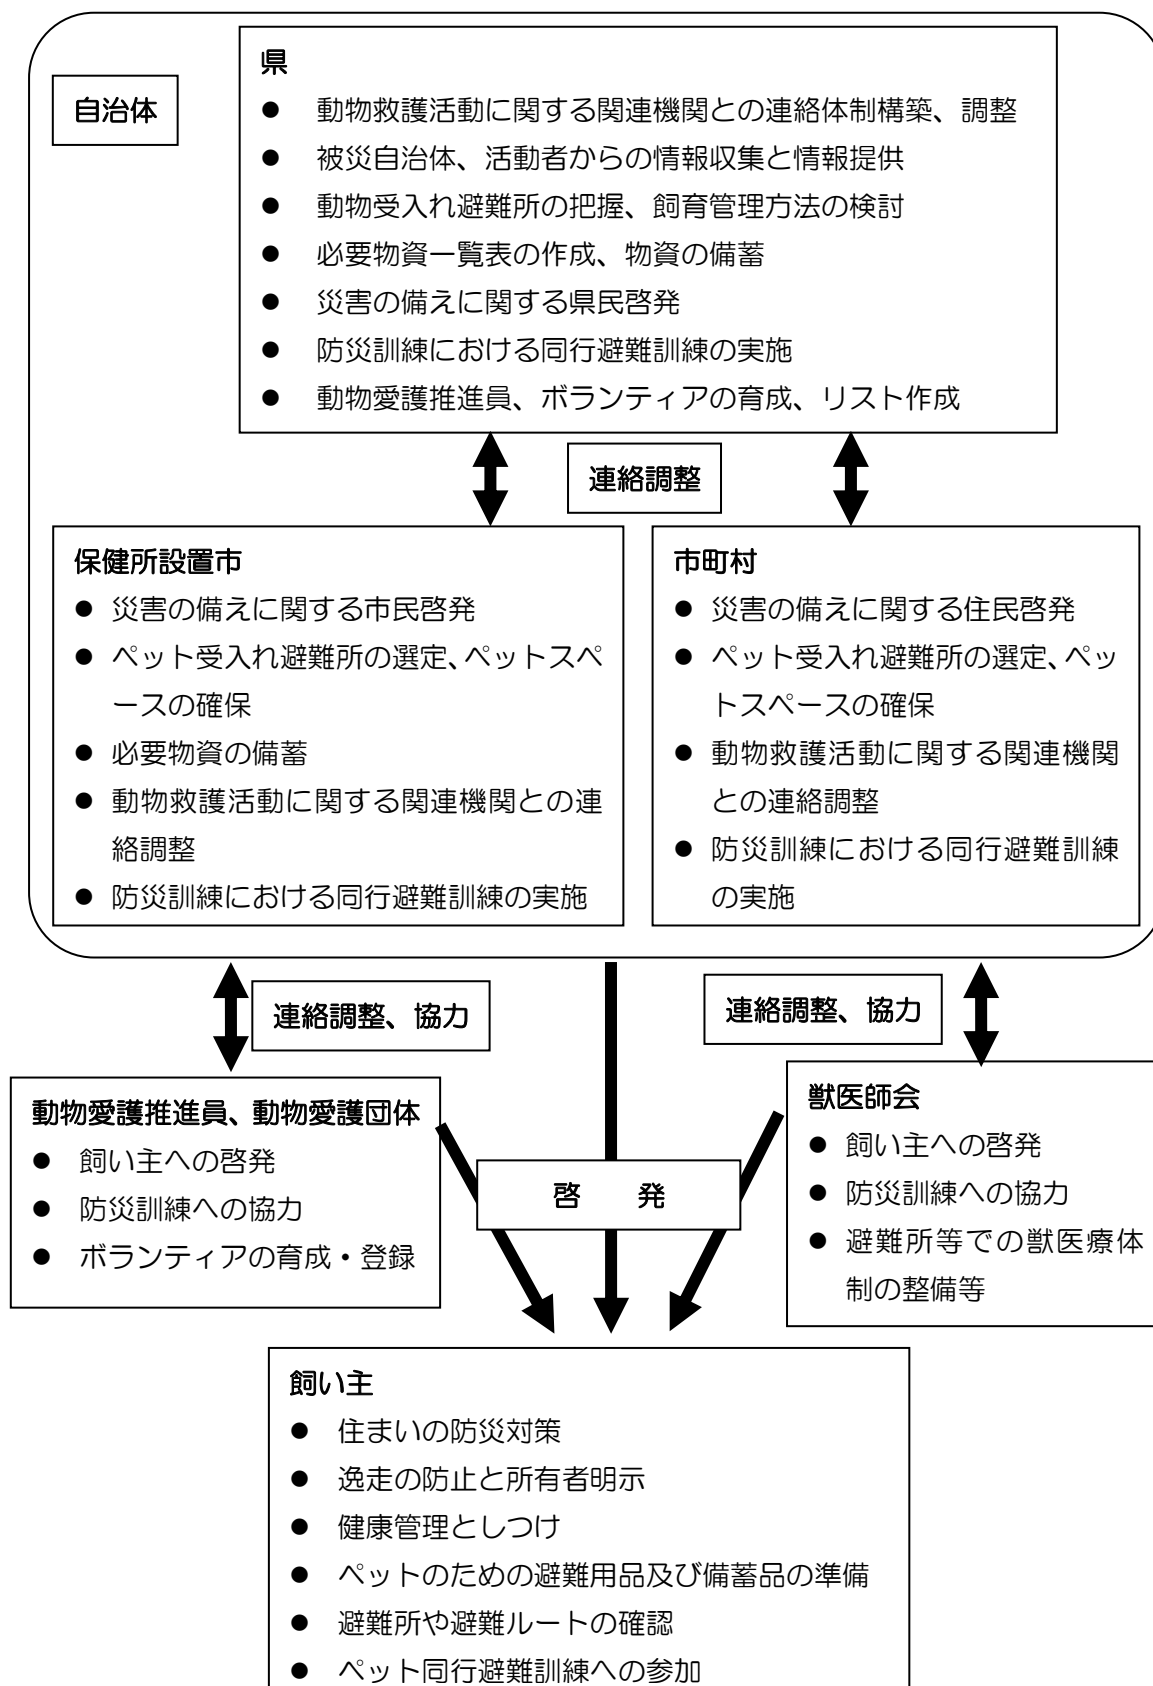 自治体
県
● 動物救護活動に関する関連機関との連絡体制構築、調整
● 被災自治体、活動者からの情報収集と情報提供
● 動物受入れ避難所の把握、飼育管理方法の検討
● 必要物資一覧表の作成、物資の備蓄
● 災害の備えに関する県民啓発
● 防災訓練における同行避難訓練の実施
● 動物愛護推進員、ボランティアの育成、リスト作成
連絡調整
保健所設置市
● 災害の備えに関する市民啓発
● ペット受入れ避難所の選定、ペットスペ
ースの確保
● 必要物資の備蓄
● 動物救護活動に関する関連機関との連
絡調整
● 防災訓練における同行避難訓練の実施
市町村
● 災害の備えに関する住民啓発
● ペット受入れ避難所の選定、ペッ
トスペースの確保
● 動物救護活動に関する関連機関
との連絡調整
● 防災訓練における同行避難訓練
の実施
連絡調整、協力
連絡調整、協力
動物愛護推進員、動物愛護団体
● 飼い主への啓発
● 防災訓練への協力
● ボランティアの育成・登録
啓 発
獣医師会
● 飼い主への啓発
● 防災訓練への協力
● 避難所等での獣医療体
制の整備等
飼い主
● 住まいの防災対策
● 逸走の防止と所有者明示
● 健康管理としつけ
● ペットのための避難用品及び備蓄品の準備
● 避難所や避難ルートの確認
● ペット同行避難訓練への参加